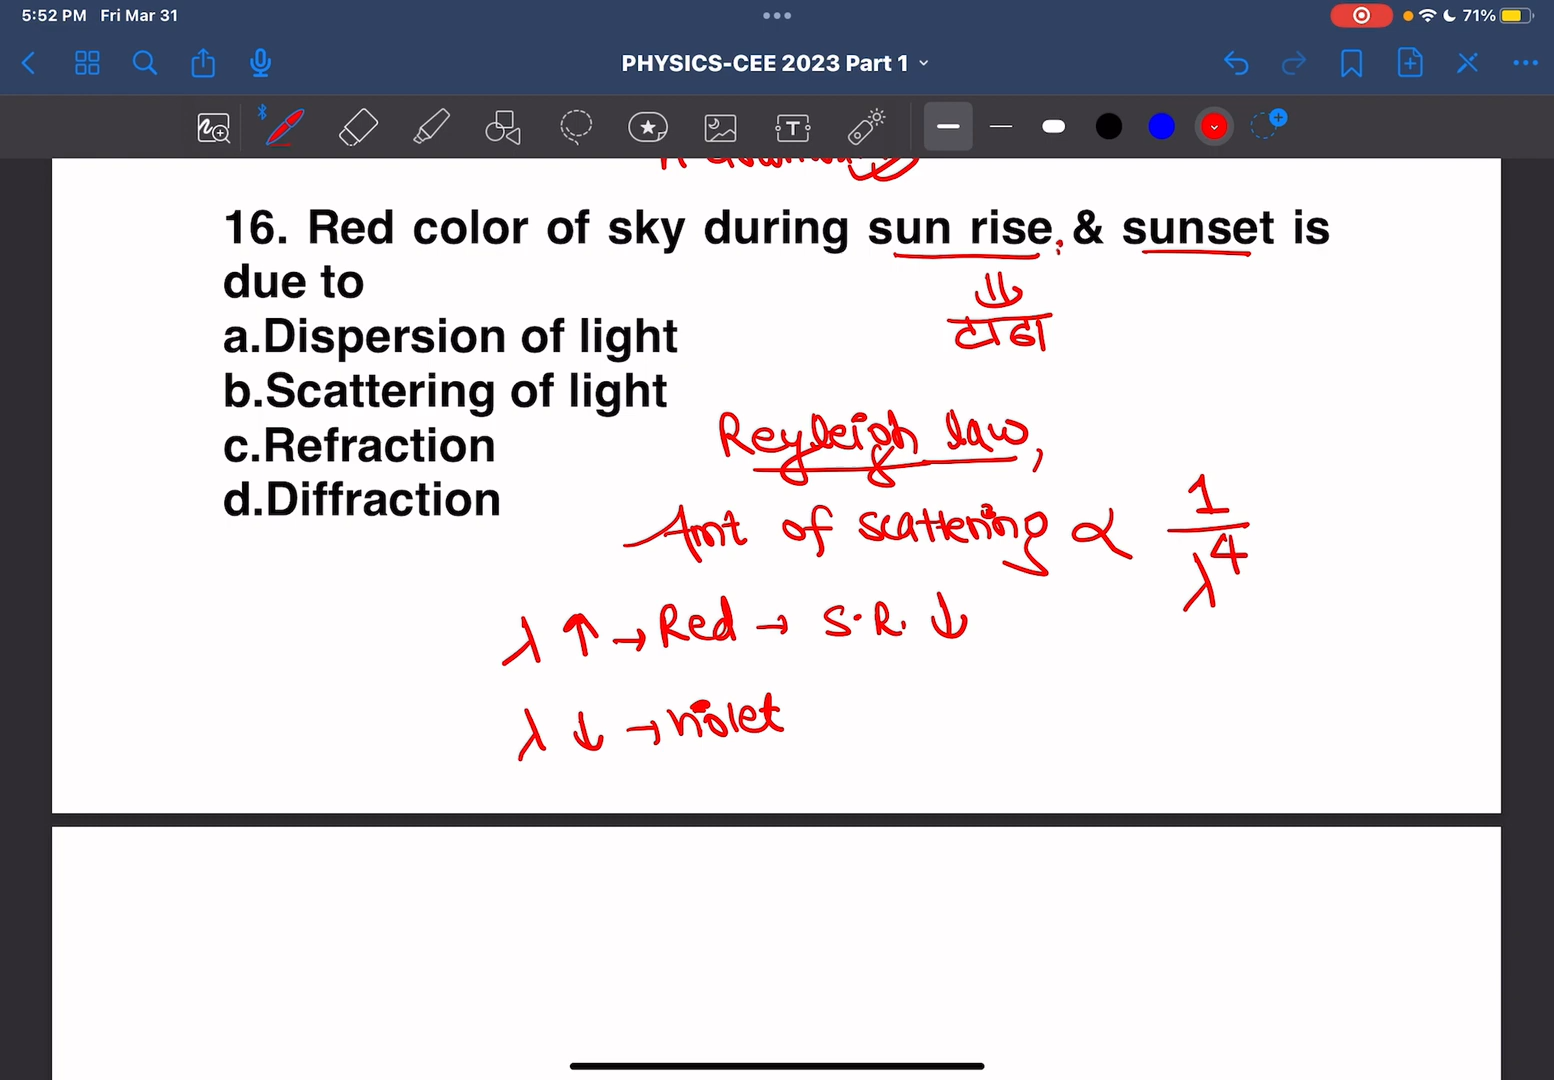 5:52 PM Fri Mar 31
71%
PHYSICS-CEE 2023 Part 1
16. Red color of sky during sun rise, & sunset is
due to
टाढा
a.Dispersion of light
b.Scattering of light
c.Refraction
d.Diffraction
Reyleigh law,
Amt of scattering ∝ 1/λ⁴
λ ↑ → Red → S.R. ↓
λ ↓ → violet